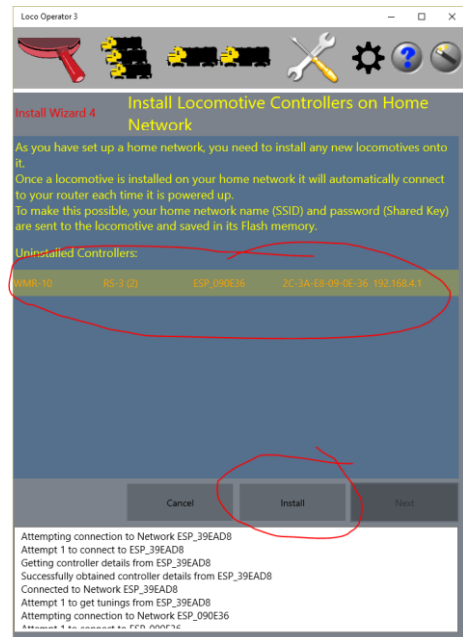 Loco Operator 3
Install Wizard 4
Install Locomotive Controllers on Home
Network
As you have set up a home network, you need to install any new locomotives onto
it.
Once a locomotive is installed on your home network it will automatically connect
to your router each time it is powered up.
To make this possible, your home network name (SSID) and password (Shared Key)
are sent to the locomotive and saved in its Flash memory.
Uninstalled Controllers:
WMR-10 RS-3 (2) ESP_090E36 2C-3A-E8-09-0E-36 192.168.4.1
Cancel Install Next
Attempting connection to Network ESP_39EAD8
Attempt 1 to connect to ESP_39EAD8
Getting controller details from ESP_39EAD8
Successfully obtained controller details from ESP_39EAD8
Connected to Network ESP_39EAD8
Attempt 1 to get tunings from ESP_39EAD8
Attempting connection to Network ESP_090E36
Attempt 1 to connect to ESP_090E36